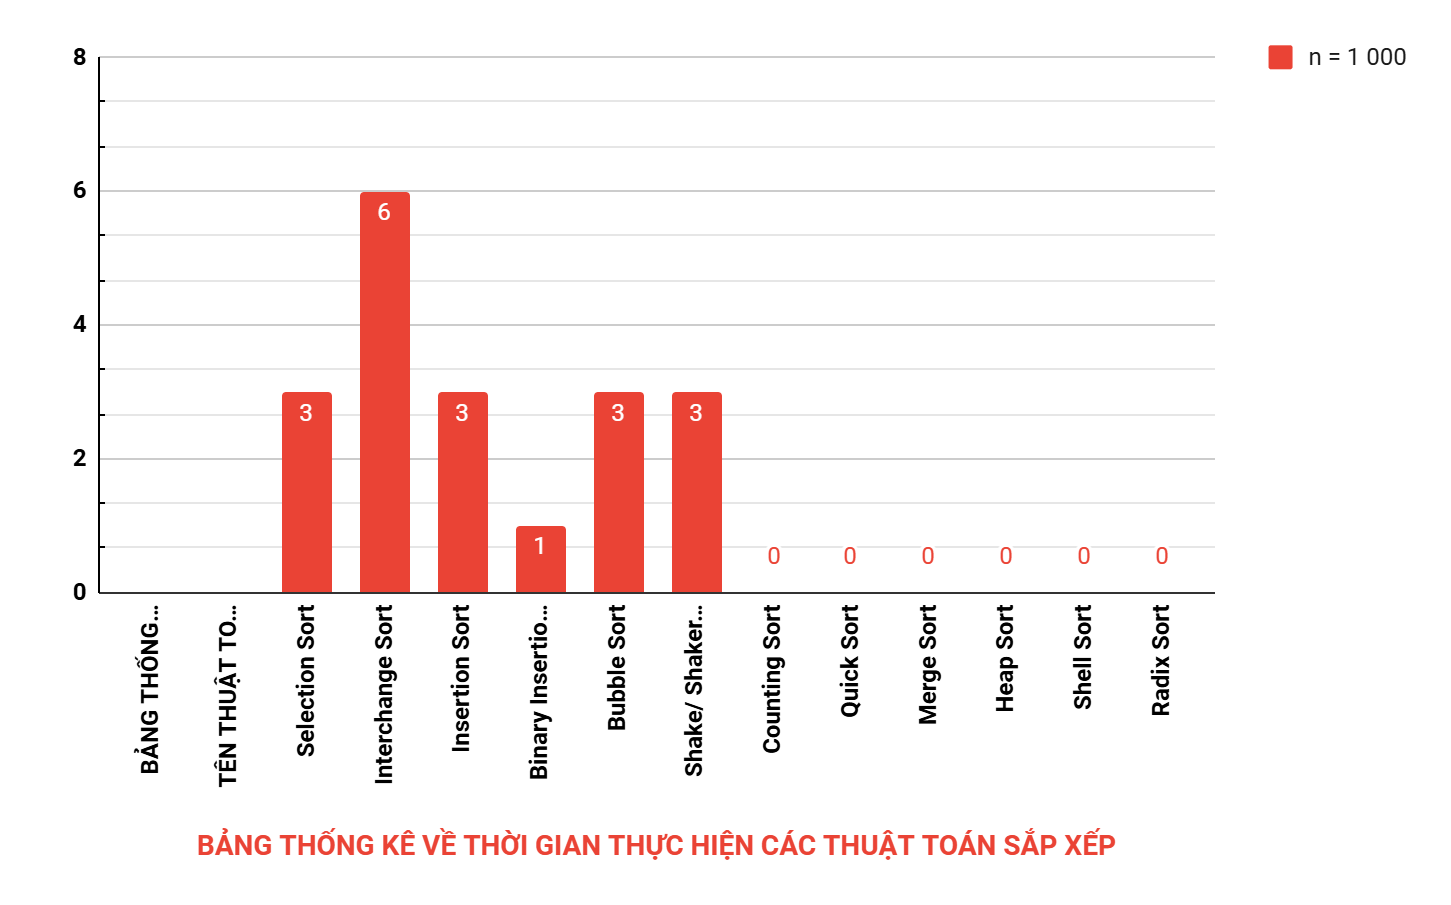 n = 1 000
8
6
4
2
0
6
3
3
3
3
1
0
0
0
0
0
0
BẢNG THỐNG...
TÊN THUẬT TO...
Selection Sort
Interchange Sort
Insertion Sort
Binary Insertio...
Bubble Sort
Shake/ Shaker...
Counting Sort
Quick Sort
Merge Sort
Heap Sort
Shell Sort
Radix Sort
BẢNG THỐNG KÊ VỀ THỜI GIAN THỰC HIỆN CÁC THUẬT TOÁN SẮP XẾP